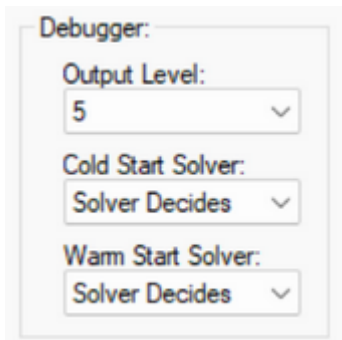 Debugger:
Output Level:
5
Cold Start Solver:
Solver Decides
Warm Start Solver:
Solver Decides